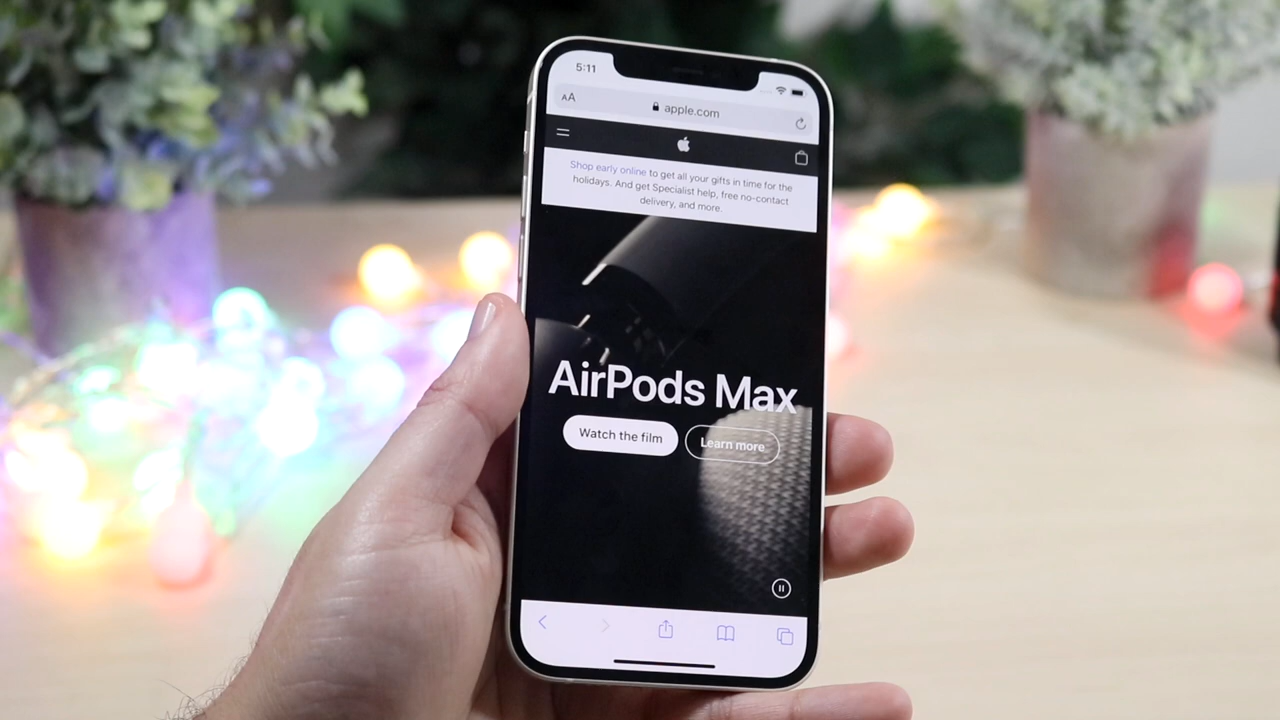 5:11
AA
apple.com
Shop early online to get all your gifts in time for the
holidays. And get Specialist help, free no-contact
delivery, and more.
AirPods Max
Watch the film
Learn more